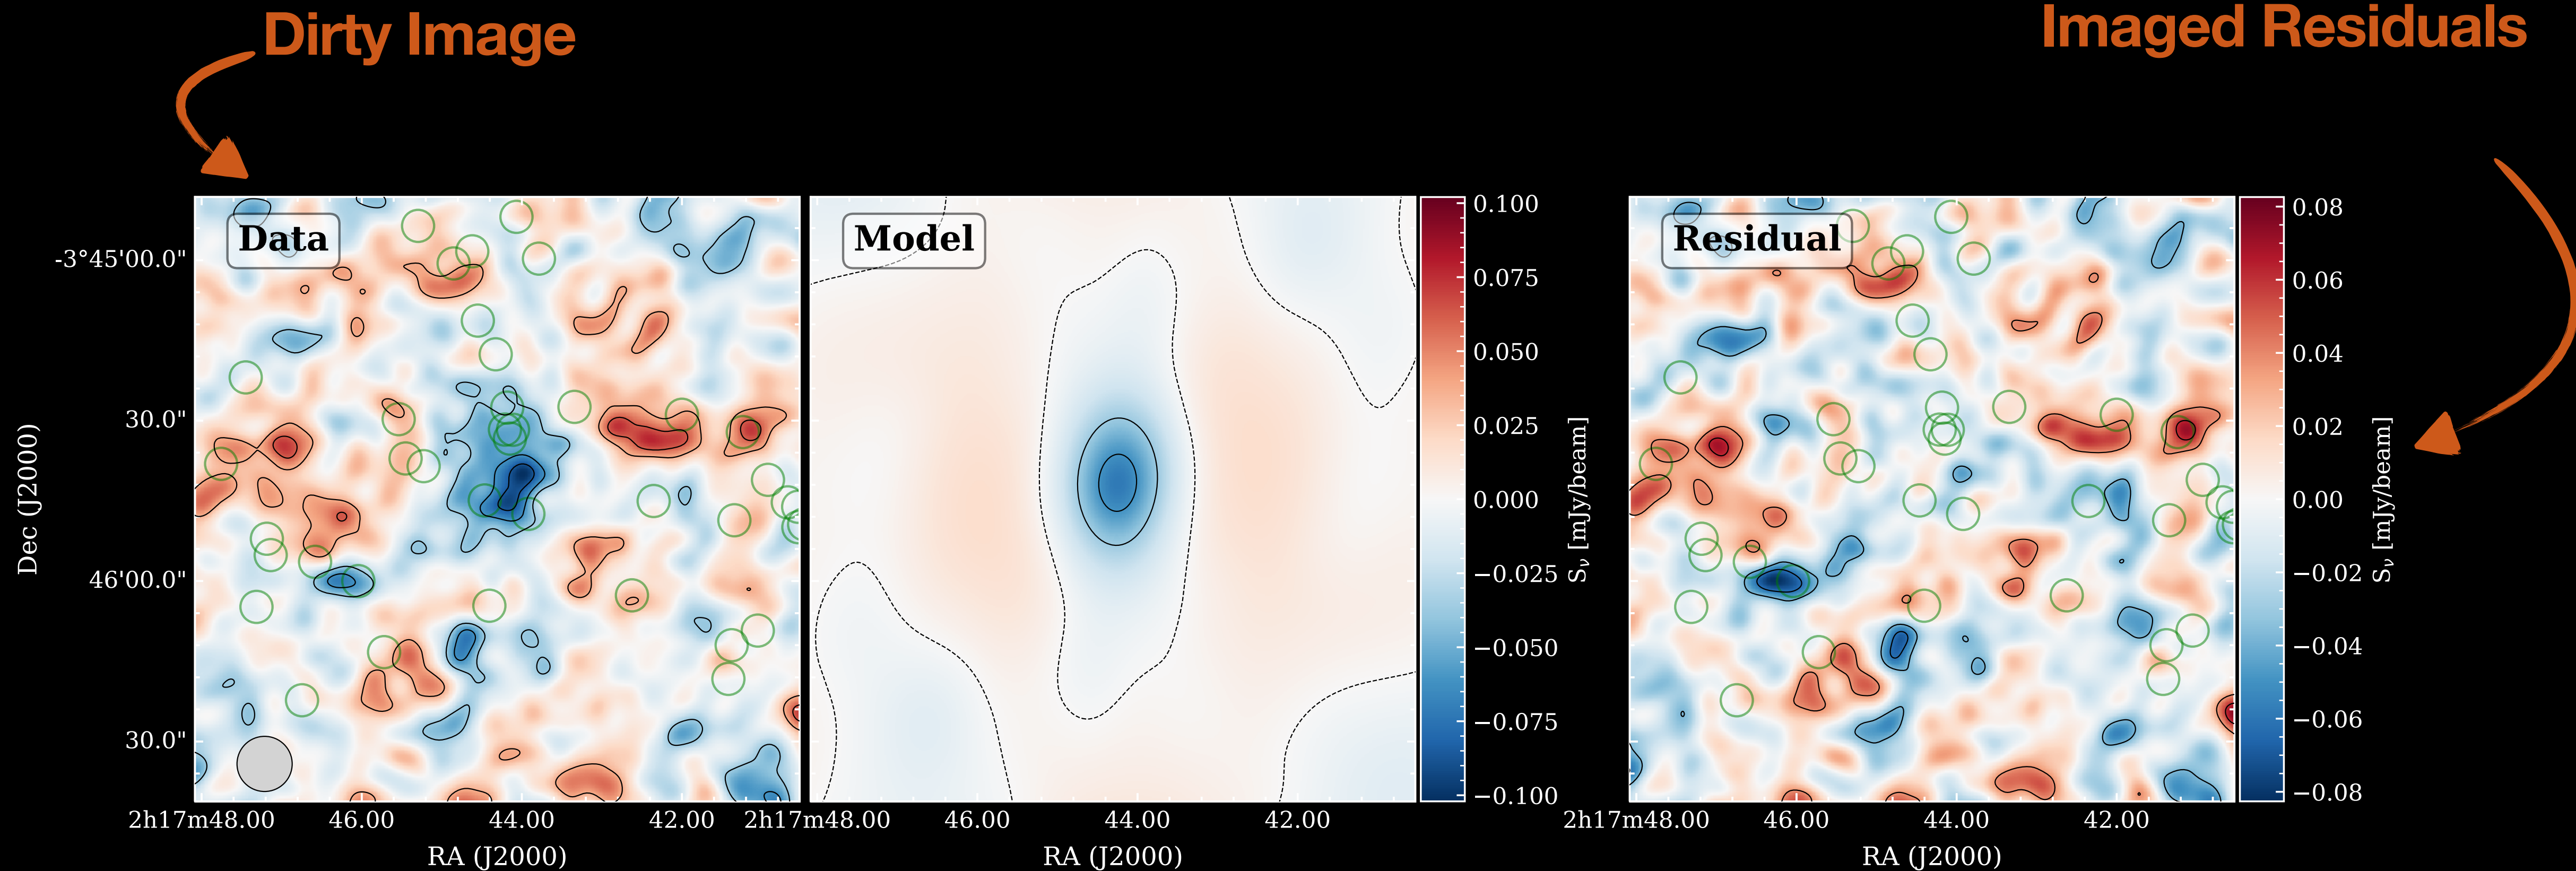 Dirty Image
Imaged Residuals
Data
Model
Residual
Dec (J2000)
-3°45'00.0"
30.0"
46'00.0"
30.0"
2h17m48.00
46.00
44.00
42.00
RA (J2000)
2h17m48.00
46.00
44.00
42.00
RA (J2000)
0.100
0.075
0.050
0.025
0.000
−0.025
−0.050
−0.075
−0.100
Sν [mJy/beam]
2h17m48.00
46.00
44.00
42.00
RA (J2000)
0.08
0.06
0.04
0.02
0.00
−0.02
−0.04
−0.06
−0.08
Sν [mJy/beam]